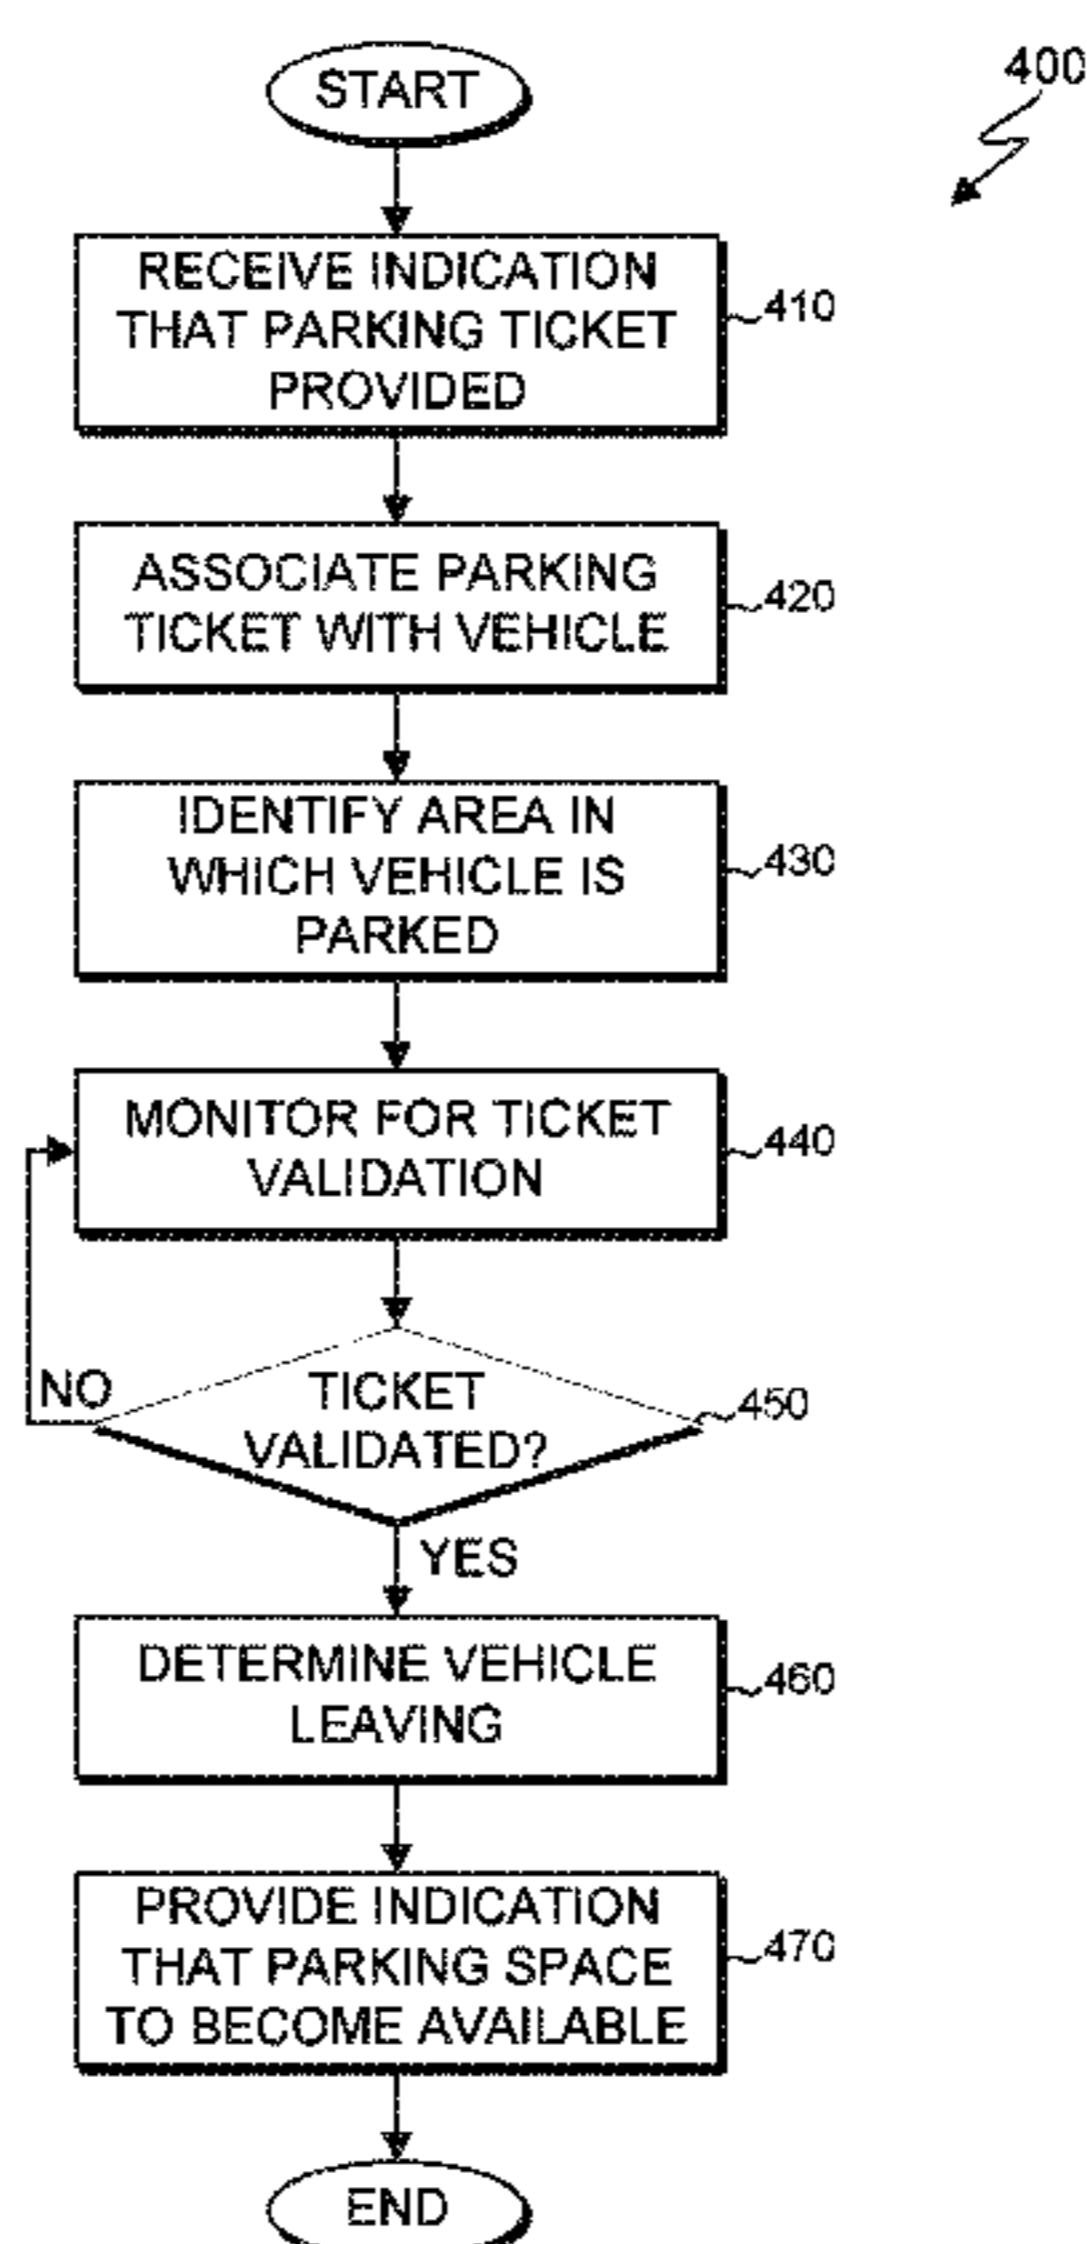 START
400
RECEIVE INDICATION
THAT PARKING TICKET
PROVIDED
410
ASSOCIATE PARKING
TICKET WITH VEHICLE
420
IDENTIFY AREA IN
WHICH VEHICLE IS
PARKED
430
MONITOR FOR TICKET
VALIDATION
440
NO
TICKET
VALIDATED?
450
YES
DETERMINE VEHICLE
LEAVING
460
PROVIDE INDICATION
THAT PARKING SPACE
TO BECOME AVAILABLE
470
END